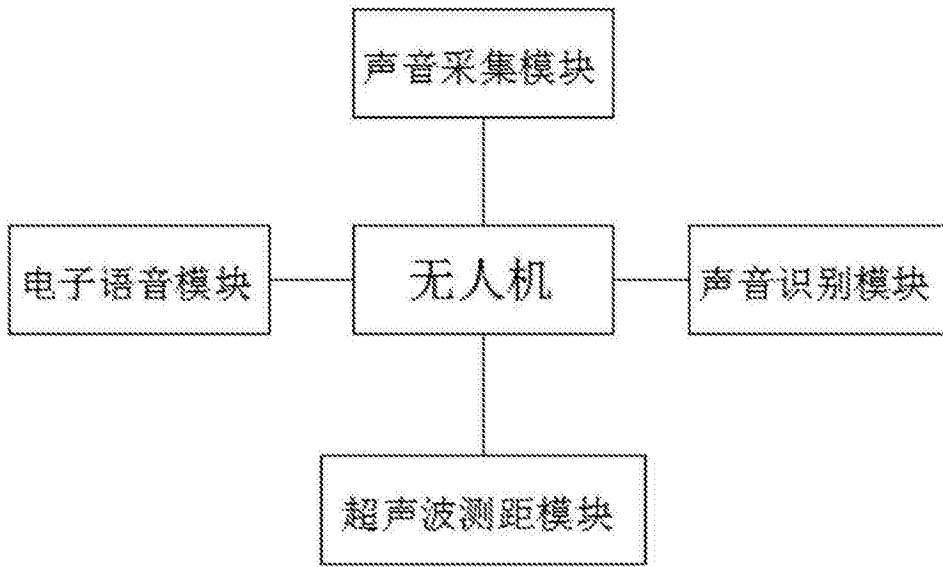 声音采集模块
电子语音模块
无人机
声音识别模块
超声波测距模块